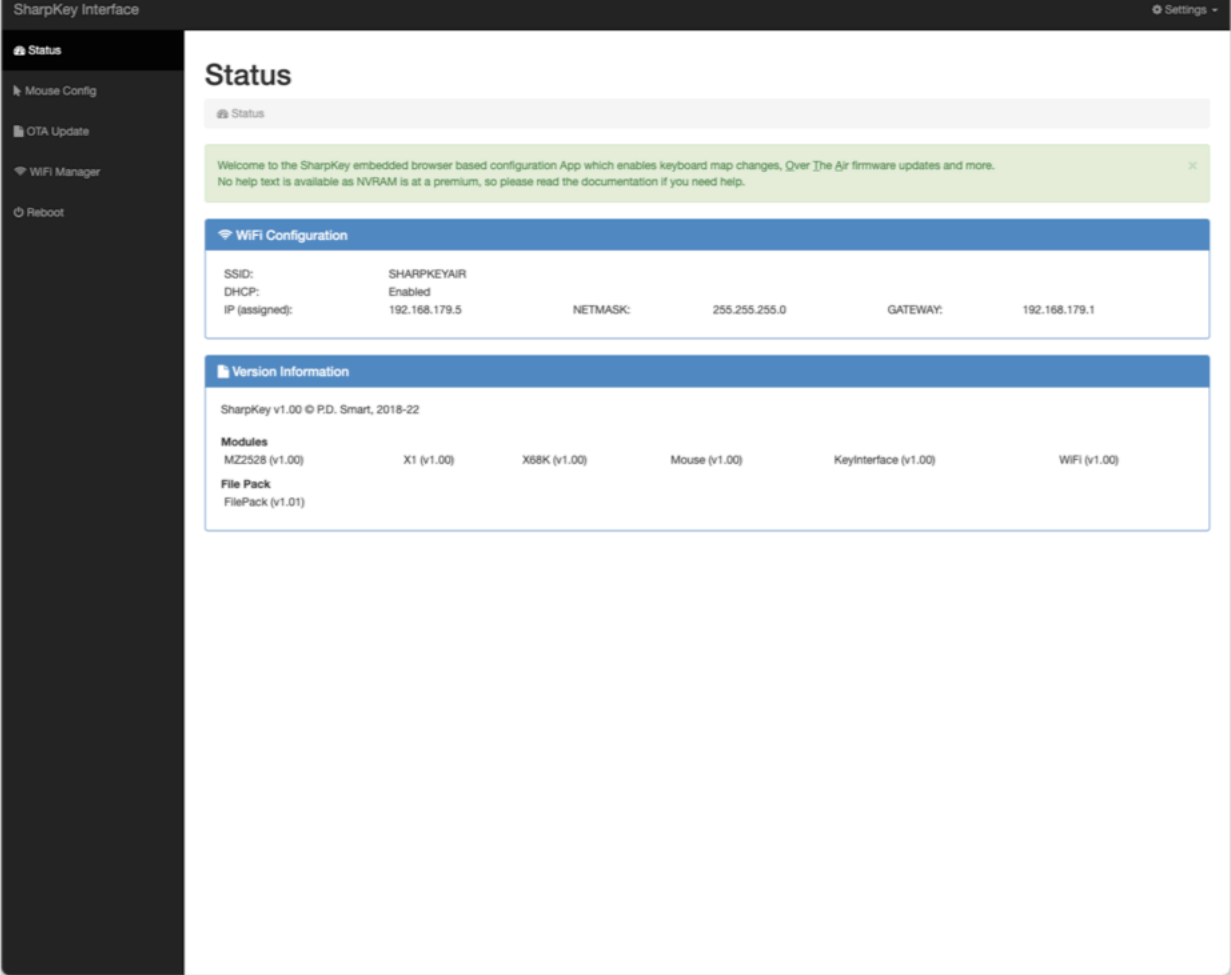 SharpKey Interface
Settings
Status
Mouse Config
OTA Update
WiFi Manager
Reboot
Status
Status
Welcome to the SharpKey embedded browser based configuration App which enables keyboard map changes, Over The Air firmware updates and more.
No help text is available as NVRAM is at a premium, so please read the documentation if you need help.
×
WiFi Configuration
SSID: SHARPKEYAIR
DHCP: Enabled
IP (assigned): 192.168.179.5 NETMASK: 255.255.255.0 GATEWAY: 192.168.179.1
Version Information
SharpKey v1.00 © P.D. Smart, 2018-22
Modules
MZ2528 (v1.00) X1 (v1.00) X68K (v1.00) Mouse (v1.00) KeyInterface (v1.00) WiFi (v1.00)
File Pack
FilePack (v1.01)